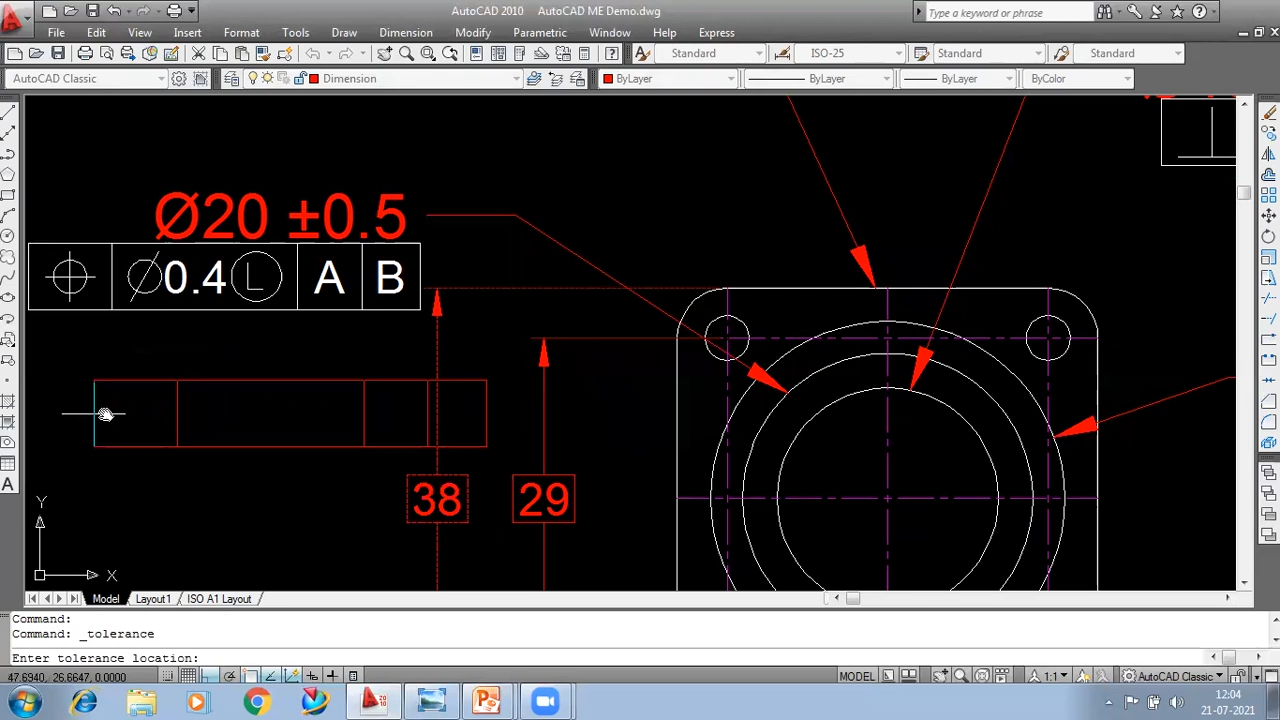 AutoCAD 2010 AutoCAD ME Demo.dwg
Type a keyword or phrase
File Edit View Insert Format Tools Draw Dimension Modify Parametric Window Help Express
Standard ISO-25 Standard Standard
AutoCAD Classic Dimension ByLayer ByLayer ByLayer ByColor
Ø20 ±0.5
Ø0.4 L A B
38 29
Y
X
Model Layout1 ISO A1 Layout
Command:
Command: _tolerance
Enter tolerance location:
47.6940, 26.6647, 0.0000 MODEL 1:1 AutoCAD Classic
12:04
21-07-2021